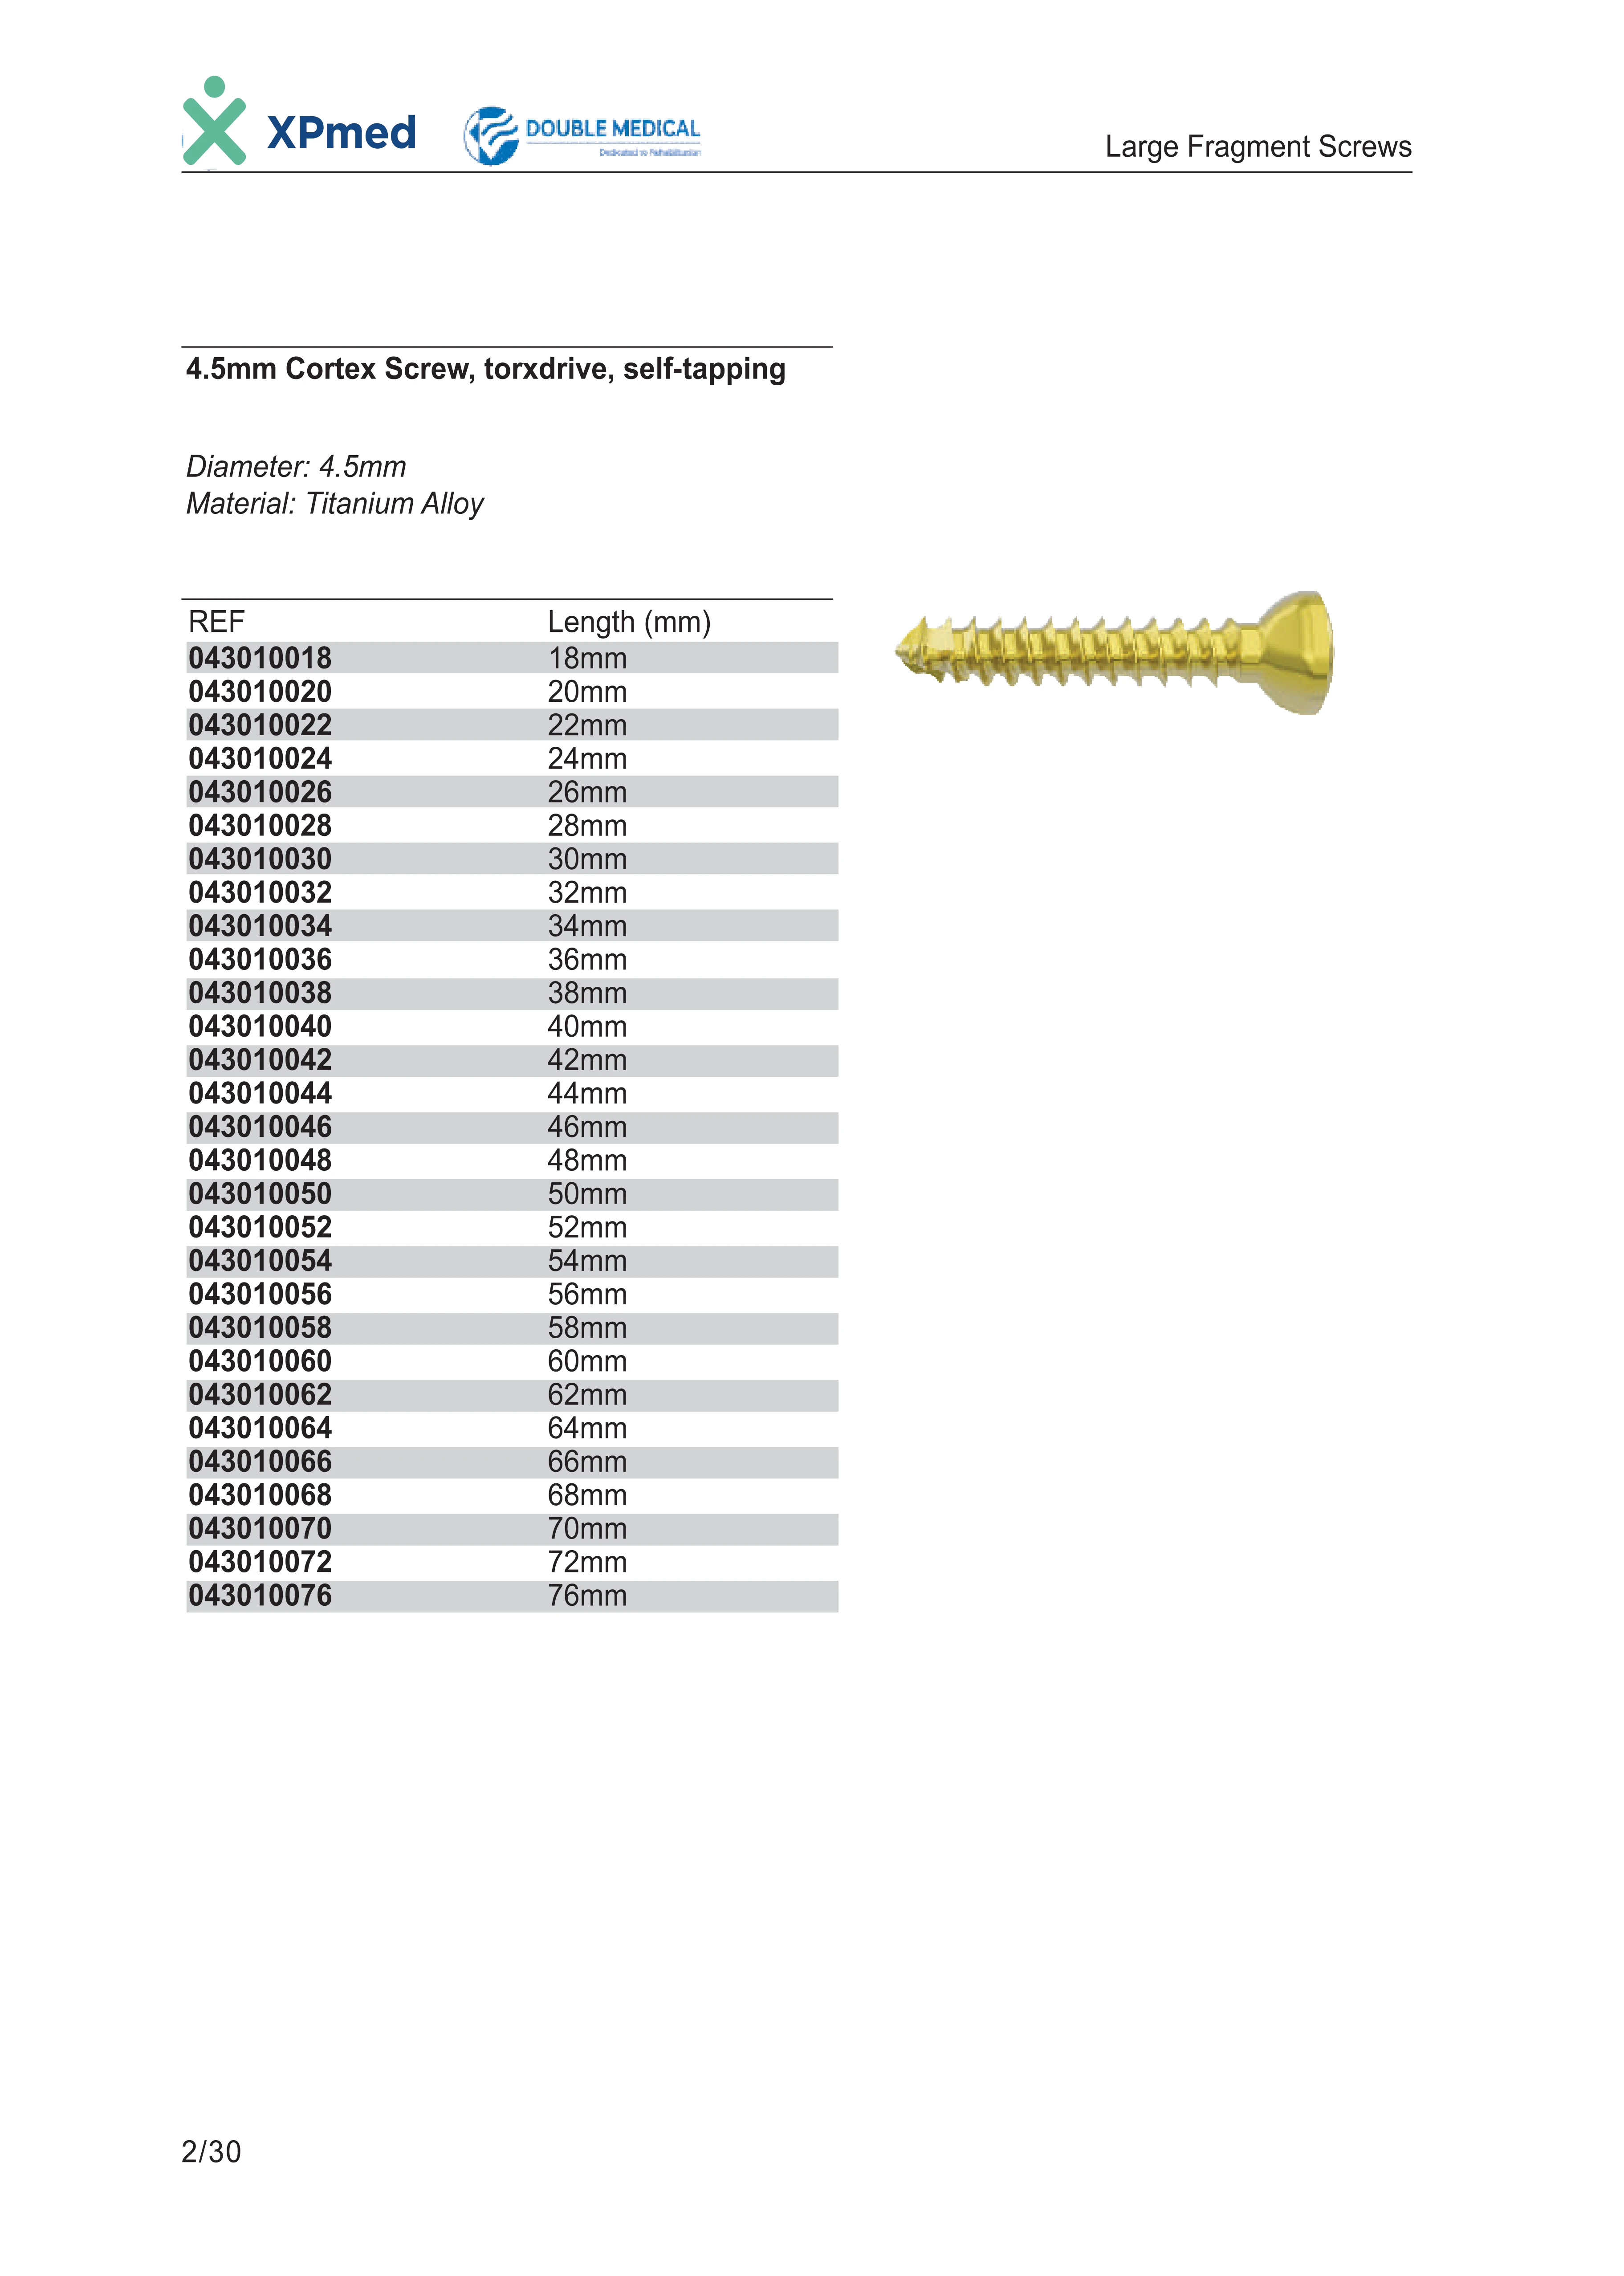 XPmed
DOUBLE MEDICAL
Dedicated to Rehabilitation
Large Fragment Screws
4.5mm Cortex Screw, torxdrive, self-tapping
Diameter: 4.5mm
Material: Titanium Alloy
REF Length (mm)
043010018 18mm
043010020 20mm
043010022 22mm
043010024 24mm
043010026 26mm
043010028 28mm
043010030 30mm
043010032 32mm
043010034 34mm
043010036 36mm
043010038 38mm
043010040 40mm
043010042 42mm
043010044 44mm
043010046 46mm
043010048 48mm
043010050 50mm
043010052 52mm
043010054 54mm
043010056 56mm
043010058 58mm
043010060 60mm
043010062 62mm
043010064 64mm
043010066 66mm
043010068 68mm
043010070 70mm
043010072 72mm
043010076 76mm
2/30